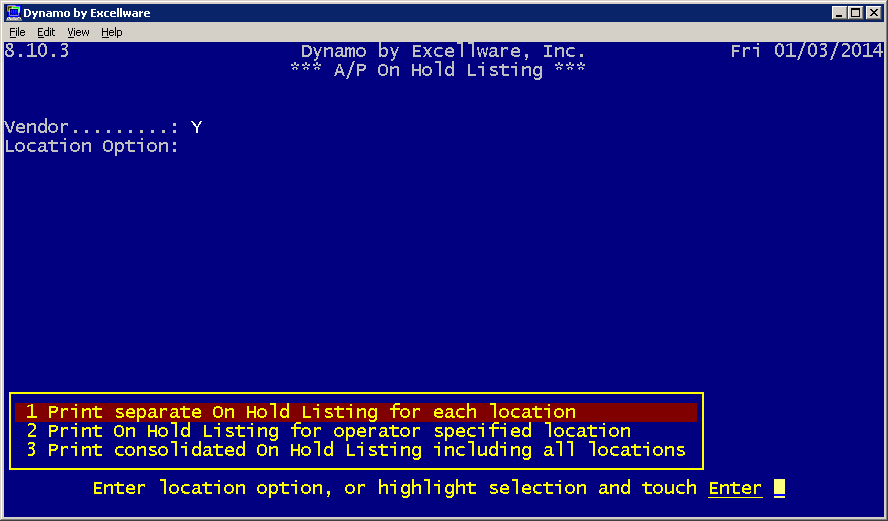 Dynamo by Excellware
File Edit View Help
8.10.3 Dynamo by Excellware, Inc. Fri 01/03/2014
*** A/P On Hold Listing ***
Vendor.........: Y
Location Option:
1 Print separate On Hold Listing for each location
2 Print On Hold Listing for operator specified location
3 Print consolidated On Hold Listing including all locations
Enter location option, or highlight selection and touch Enter